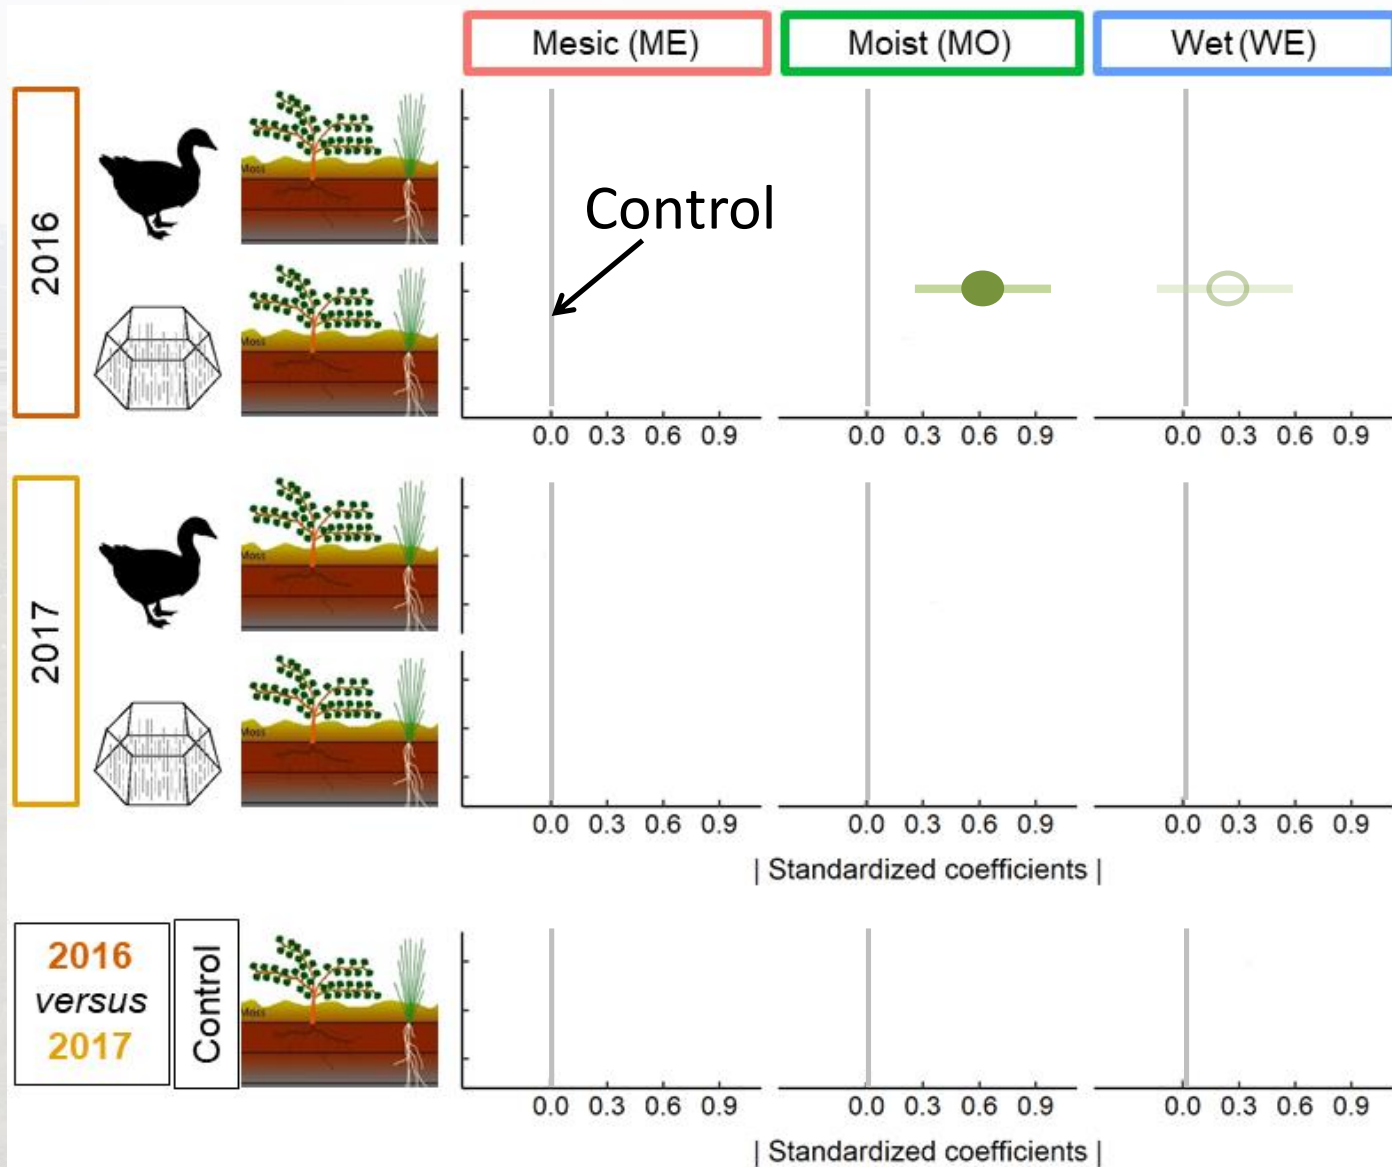 Mesic (ME)
Moist (MO)
Wet (WE)
2016
Moss
Control
Moss
0.0 0.3 0.6 0.9
0.0 0.3 0.6 0.9
0.0 0.3 0.6 0.9
2017
Moss
Moss
0.0 0.3 0.6 0.9
0.0 0.3 0.6 0.9
0.0 0.3 0.6 0.9
| Standardized coefficients |
2016
versus
2017
Control
Moss
0.0 0.3 0.6 0.9
0.0 0.3 0.6 0.9
0.0 0.3 0.6 0.9
| Standardized coefficients |